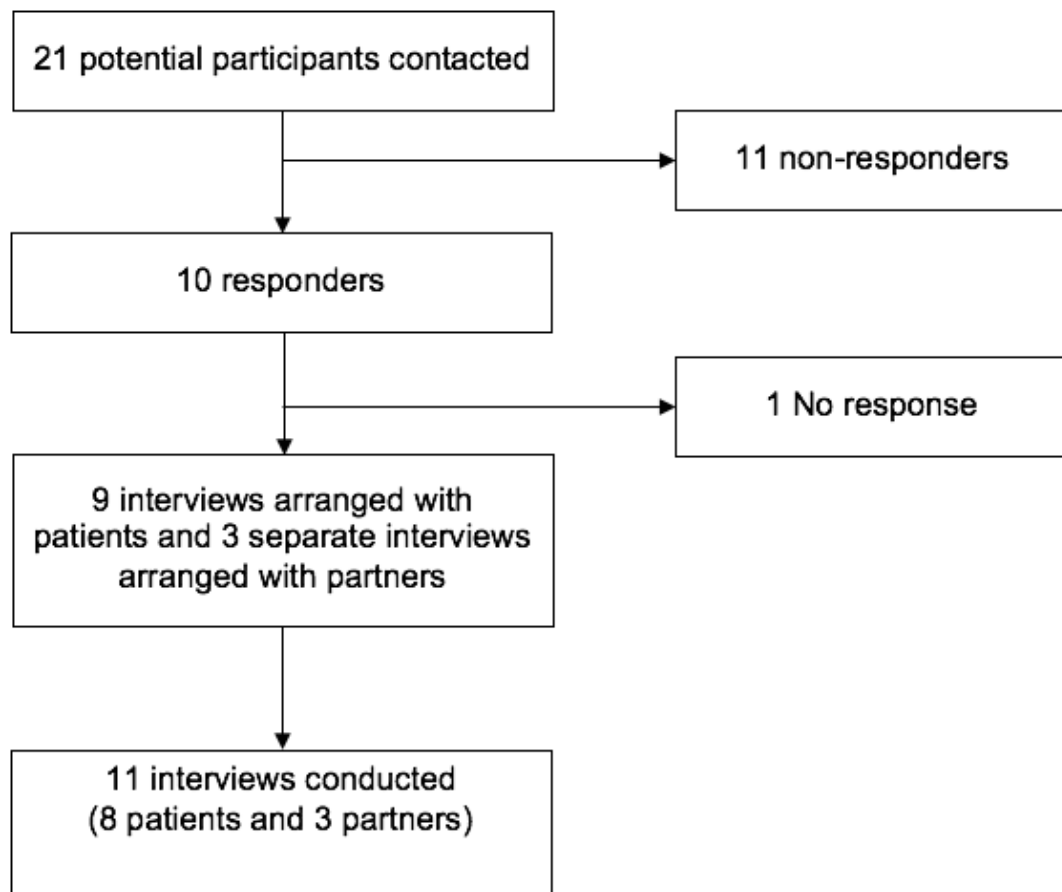 21 potential participants contacted
11 non-responders
10 responders
1 No response
9 interviews arranged with
patients and 3 separate interviews
arranged with partners
11 interviews conducted
(8 patients and 3 partners)